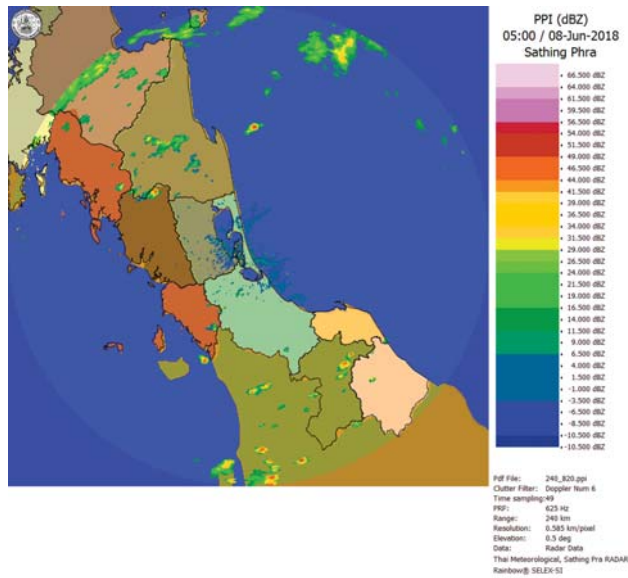 PPI (dBZ)
05:00 / 08-Jun-2018
Sathing Phra
66.500 dBZ
64.000 dBZ
61.500 dBZ
59.500 dBZ
56.500 dBZ
54.000 dBZ
51.500 dBZ
49.000 dBZ
46.500 dBZ
44.000 dBZ
41.500 dBZ
39.000 dBZ
36.500 dBZ
34.000 dBZ
31.500 dBZ
29.000 dBZ
26.500 dBZ
24.000 dBZ
21.500 dBZ
19.000 dBZ
16.500 dBZ
14.000 dBZ
11.500 dBZ
9.000 dBZ
6.500 dBZ
4.000 dBZ
1.500 dBZ
-1.000 dBZ
-3.500 dBZ
-6.500 dBZ
-8.500 dBZ
-10.500 dBZ
-10.500 dBZ
Pdf File: 240_820.ppi
Clutter Filter: Doppler Num 6
Time sampling:49
PRF: 625 Hz
Range: 240 km
Resolution: 0.585 km/pixel
Elevation: 0.5 deg
Data: Radar Data
Thai Meteorological, Sathing Pra RADAR
Rainbow® SELEX-SI